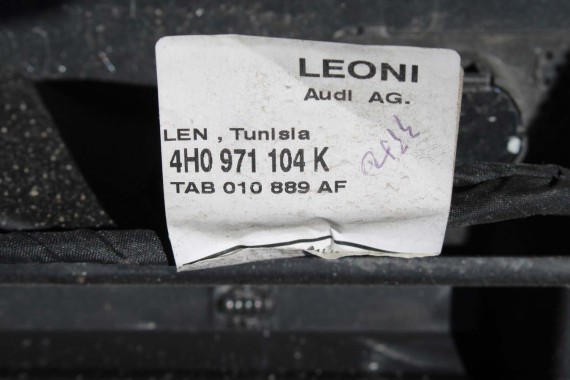 LEONI
Audi AG.
LEN , Tunisia
4H0 971 104 K
TAB 010 889 AF